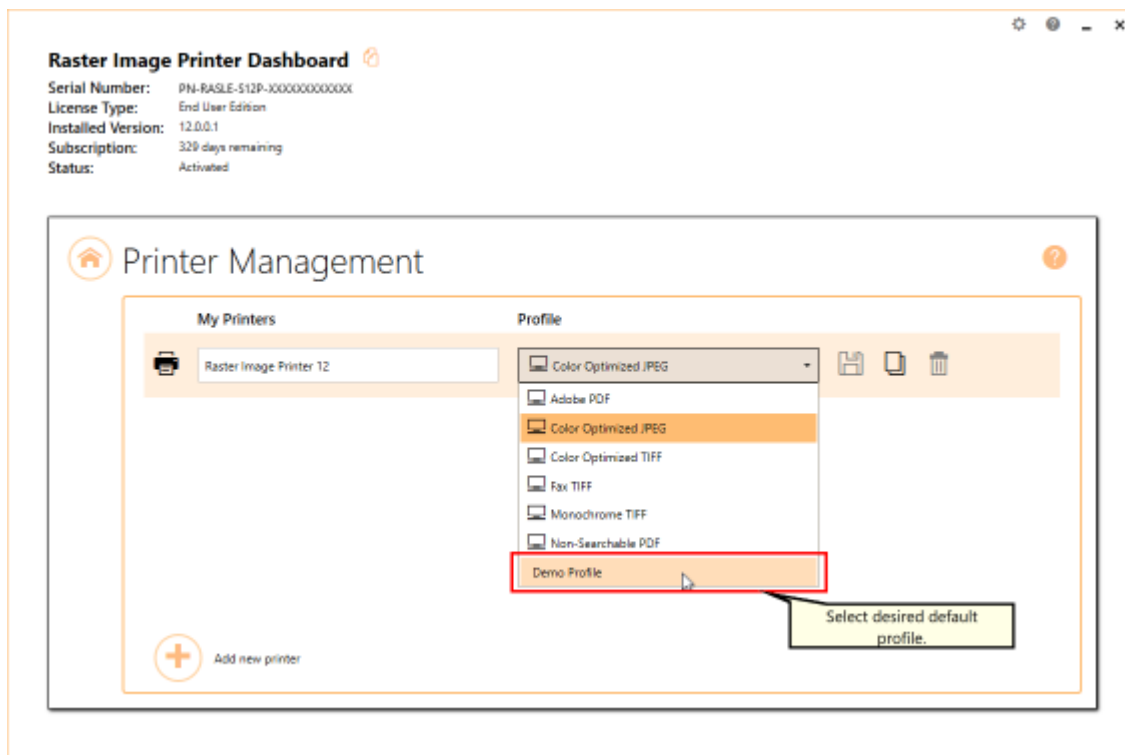 Raster Image Printer Dashboard
Serial Number: PN-RASLE-S12P-XXXXXXXXXXXX
License Type: End User Edition
Installed Version: 12.0.0.1
Subscription: 329 days remaining
Status: Activated
Printer Management
My Printers Profile
Raster Image Printer 12 Color Optimized JPEG
Adobe PDF
Color Optimized JPEG
Color Optimized TIFF
Fax TIFF
Monochrome TIFF
Non-Searchable PDF
Demo Profile
Select desired default
profile.
Add new printer